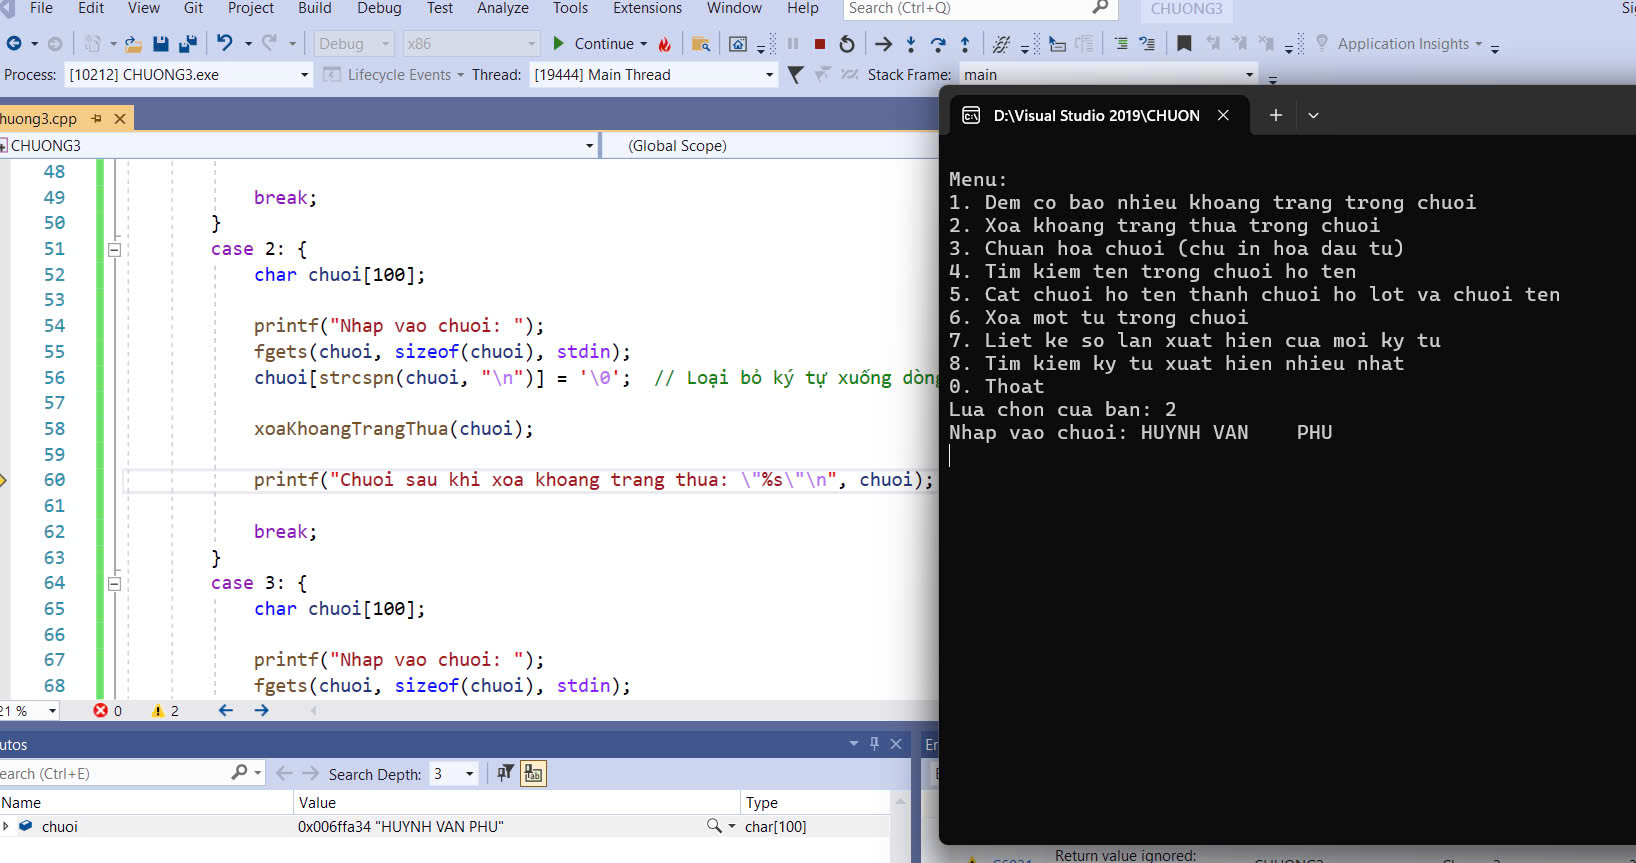 File Edit View Git Project Build Debug Test Analyze Tools Extensions Window Help Search (Ctrl+Q) CHUONG3
Debug x86 Continue Application Insights
Process: [10212] CHUONG3.exe Lifecycle Events Thread: [19444] Main Thread Stack Frame: main
huong3.cpp
CHUONG3 (Global Scope)
48
49 break;
50 }
51 case 2: {
52 char chuoi[100];
53
54 printf("Nhap vao chuoi: ");
55 fgets(chuoi, sizeof(chuoi), stdin);
56 chuoi[strcspn(chuoi, "\n")] = '\0'; // Loại bỏ ký tự xuống dòng
57
58 xoaKhoangTrangThua(chuoi);
59
60 printf("Chuoi sau khi xoa khoang trang thua: \"%s\"\n", chuoi);
61
62 break;
63 }
64 case 3: {
65 char chuoi[100];
66
67 printf("Nhap vao chuoi: ");
68 fgets(chuoi, sizeof(chuoi), stdin);
21 % 0 2
utos
earch (Ctrl+E) Search Depth: 3
Name Value Type
chuoi 0x006ffa34 "HUYNH VAN PHU" char[100]
D:\Visual Studio 2019\CHUON
Menu:
1. Dem co bao nhieu khoang trang trong chuoi
2. Xoa khoang trang thua trong chuoi
3. Chuan hoa chuoi (chu in hoa dau tu)
4. Tim kiem ten trong chuoi ho ten
5. Cat chuoi ho ten thanh chuoi ho lot va chuoi ten
6. Xoa mot tu trong chuoi
7. Liet ke so lan xuat hien cua moi ky tu
8. Tim kiem ky tu xuat hien nhieu nhat
0. Thoat
Lua chon cua ban: 2
Nhap vao chuoi: HUYNH VAN    PHU
Er
Return value ignored: